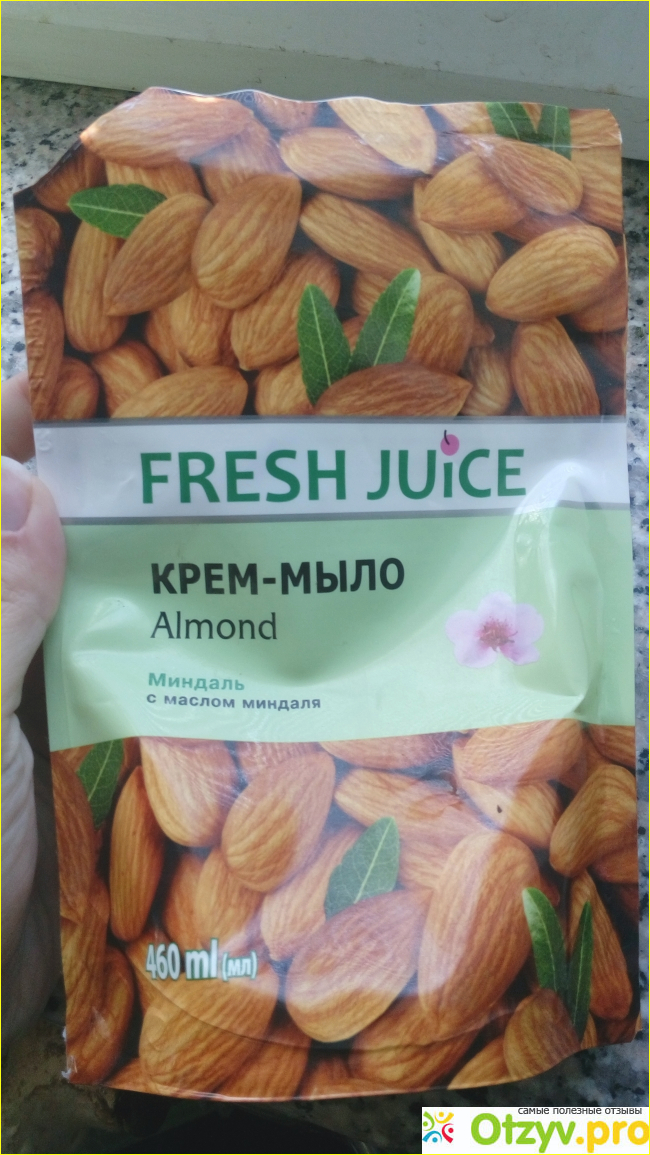 FRESH JUiCE
КРЕМ-МЫЛО
Almond
Миндаль
с маслом миндаля
460 ml (мл)
самые полезные отзывы
Otzyv.pro